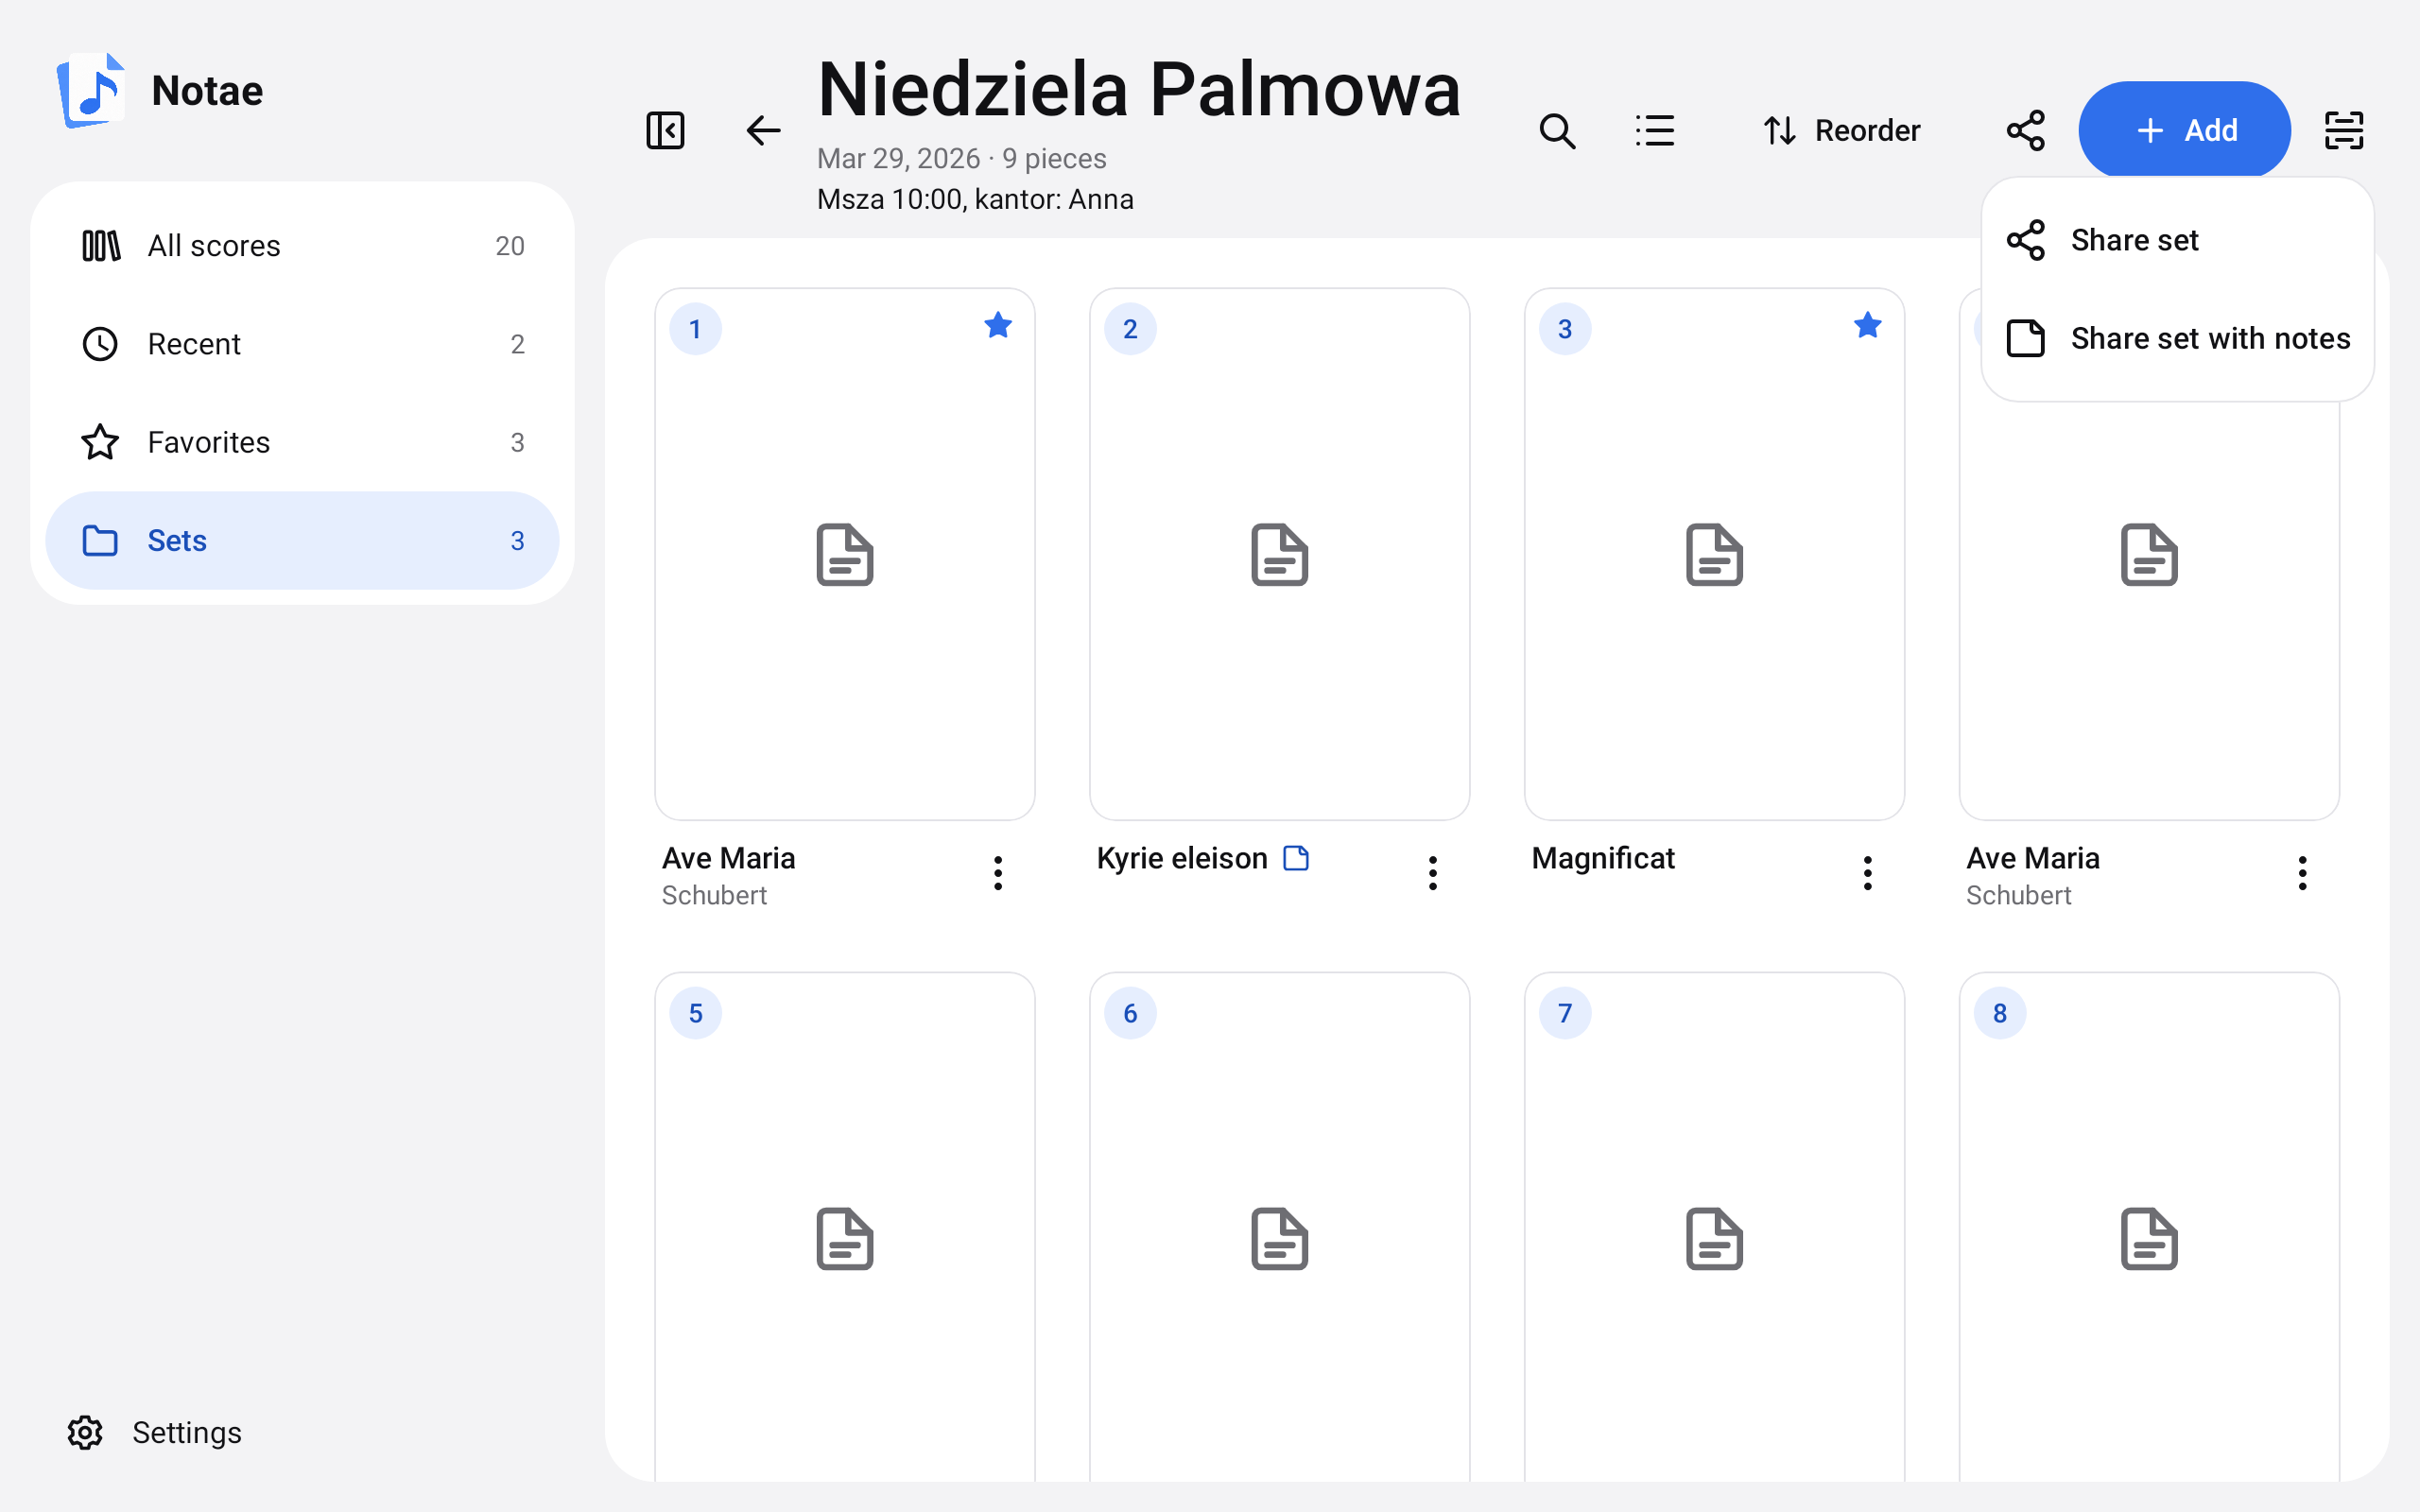 Notae
All scores 20
Recent 2
Favorites 3
Sets 3
Settings
Niedziela Palmowa
Mar 29, 2026 · 9 pieces
Msza 10:00, kantor: Anna
Reorder
Add
Share set
Share set with notes
1
2
3
Ave Maria
Schubert
Kyrie eleison
Magnificat
Ave Maria
Schubert
5
6
7
8